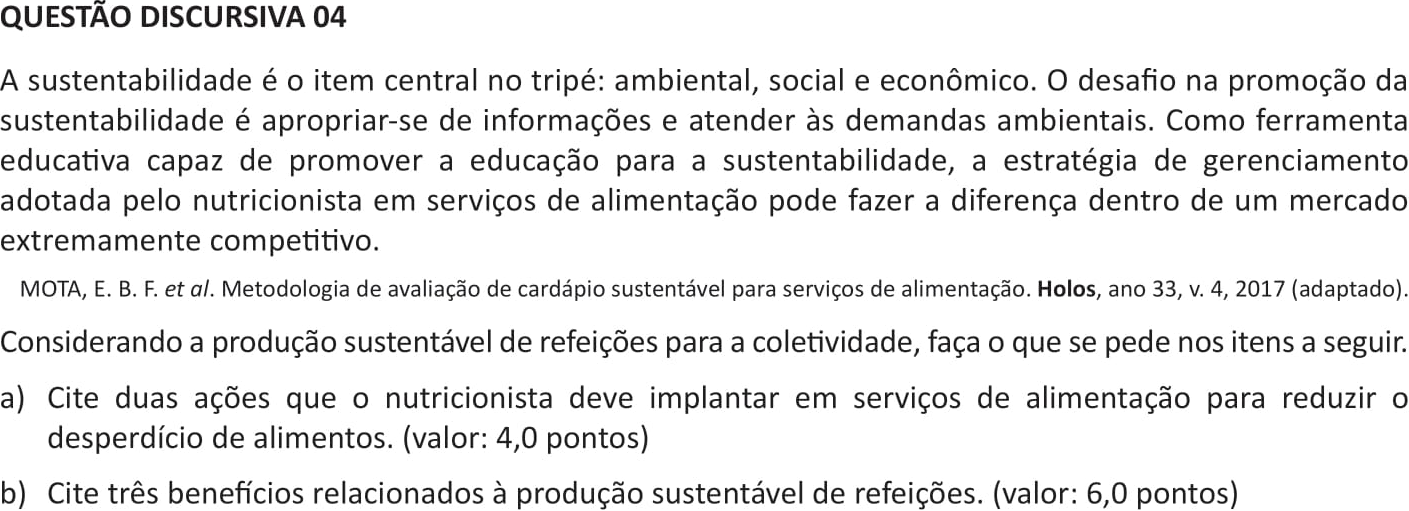 QUESTÃO DISCURSIVA 04
A sustentabilidade é o item central no tripé: ambiental, social e econômico. O desafio na promoção da
sustentabilidade é apropriar-se de informações e atender às demandas ambientais. Como ferramenta
educativa capaz de promover a educação para a sustentabilidade, a estratégia de gerenciamento
adotada pelo nutricionista em serviços de alimentação pode fazer a diferença dentro de um mercado
extremamente competitivo.
MOTA, E. B. F. et al. Metodologia de avaliação de cardápio sustentável para serviços de alimentação. Holos, ano 33, v. 4, 2017 (adaptado).
Considerando a produção sustentável de refeições para a coletividade, faça o que se pede nos itens a seguir.
a) Cite duas ações que o nutricionista deve implantar em serviços de alimentação para reduzir o
desperdício de alimentos. (valor: 4,0 pontos)
b) Cite três benefícios relacionados à produção sustentável de refeições. (valor: 6,0 pontos)